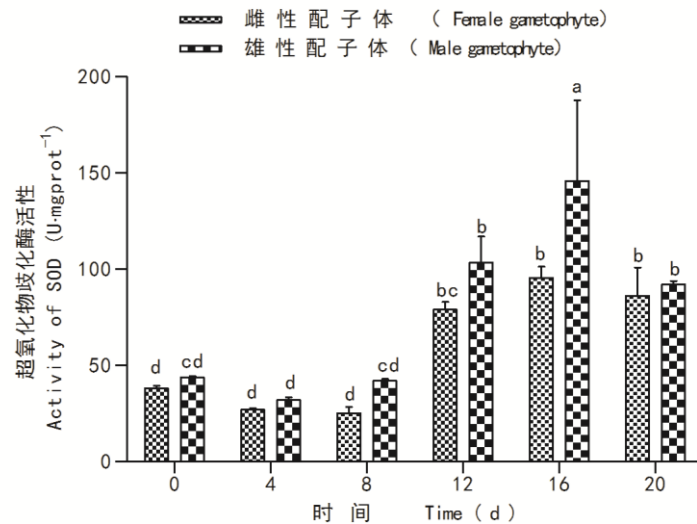 雌性配子体 （Female gametophyte）
雄性配子体 （Male gametophyte）
超氧化物歧化酶活性
Activity of SOD (U·mgprot⁻¹)
200
150
100
50
0
d cd d d d cd bc b b a b b
0 4 8 12 16 20
时间 Time(d)